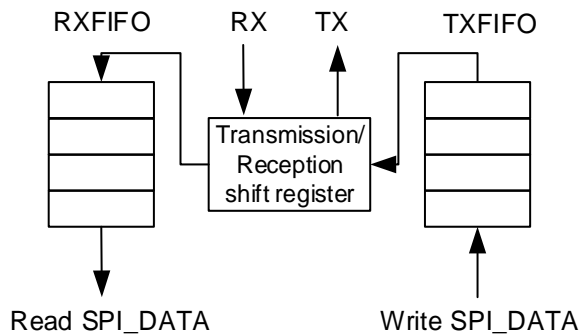 RXFIFO RX TX TXFIFO
Transmission/
Reception
shift register
Read SPI_DATA Write SPI_DATA